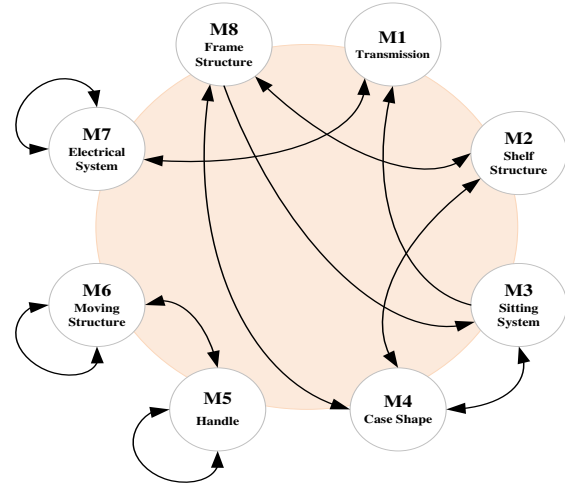 M8
Frame
Structure
M1
Transmission
M7
Electrical
System
M2
Shelf
Structure
M6
Moving
Structure
M3
Sitting
System
M5
Handle
M4
Case Shape